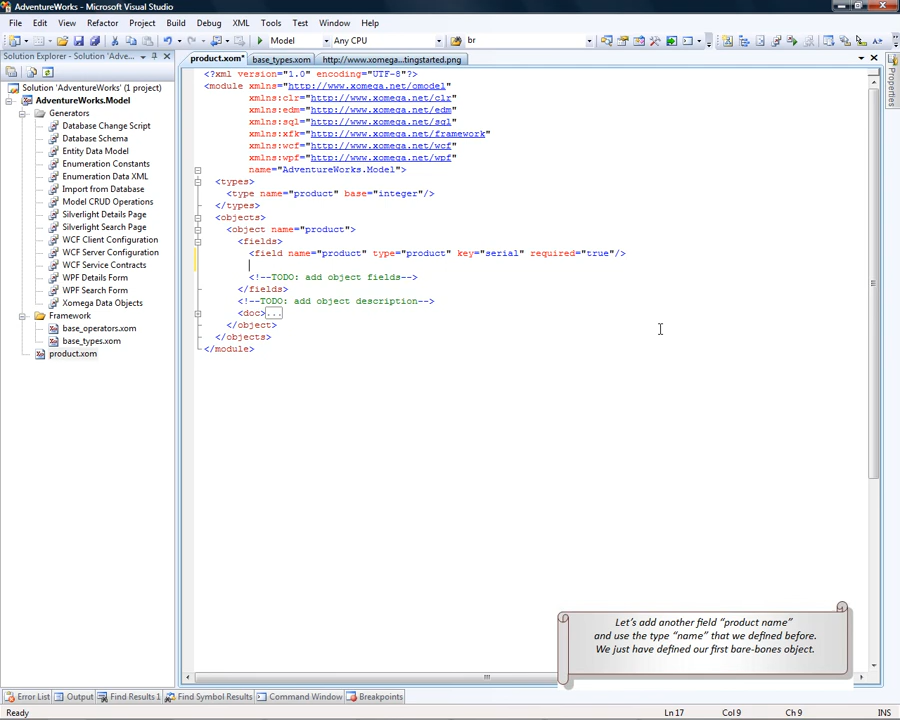 AdventureWorks - Microsoft Visual Studio
File Edit View Refactor Project Build Debug XML Tools Test Window Help
Model Any CPU br
Solution Explorer - Solution 'Adve...
Solution 'AdventureWorks' (1 project)
AdventureWorks.Model
Generators
Database Change Script
Database Schema
Entity Data Model
Enumeration Constants
Enumeration Data XML
Import from Database
Model CRUD Operations
Silverlight Details Page
Silverlight Search Page
WCF Client Configuration
WCF Server Configuration
WCF Service Contracts
WPF Details Form
WPF Search Form
Xomega Data Objects
Framework
base_operators.xom
base_types.xom
product.xom
product.xom* base_types.xom http://www.xomega...tingstarted.png
<?xml version="1.0" encoding="UTF-8"?>
<module xmlns="http://www.xomega.net/omodel"
xmlns:clr="http://www.xomega.net/clr"
xmlns:edm="http://www.xomega.net/edm"
xmlns:sql="http://www.xomega.net/sql"
xmlns:xfk="http://www.xomega.net/framework"
xmlns:wcf="http://www.xomega.net/wcf"
xmlns:wpf="http://www.xomega.net/wpf"
name="AdventureWorks.Model">
<types>
<type name="product" base="integer"/>
</types>
<objects>
<object name="product">
<fields>
<field name="product" type="product" key="serial" required="true"/>
<!--TODO: add object fields-->
</fields>
<!--TODO: add object description-->
<doc>...
</object>
</objects>
</module>
Properties
Let's add another field "product name"
and use the type "name" that we defined before.
We just have defined our first bare-bones object.
Error List Output Find Results 1 Find Symbol Results Command Window Breakpoints
Ready Ln 17 Col 9 Ch 9 INS